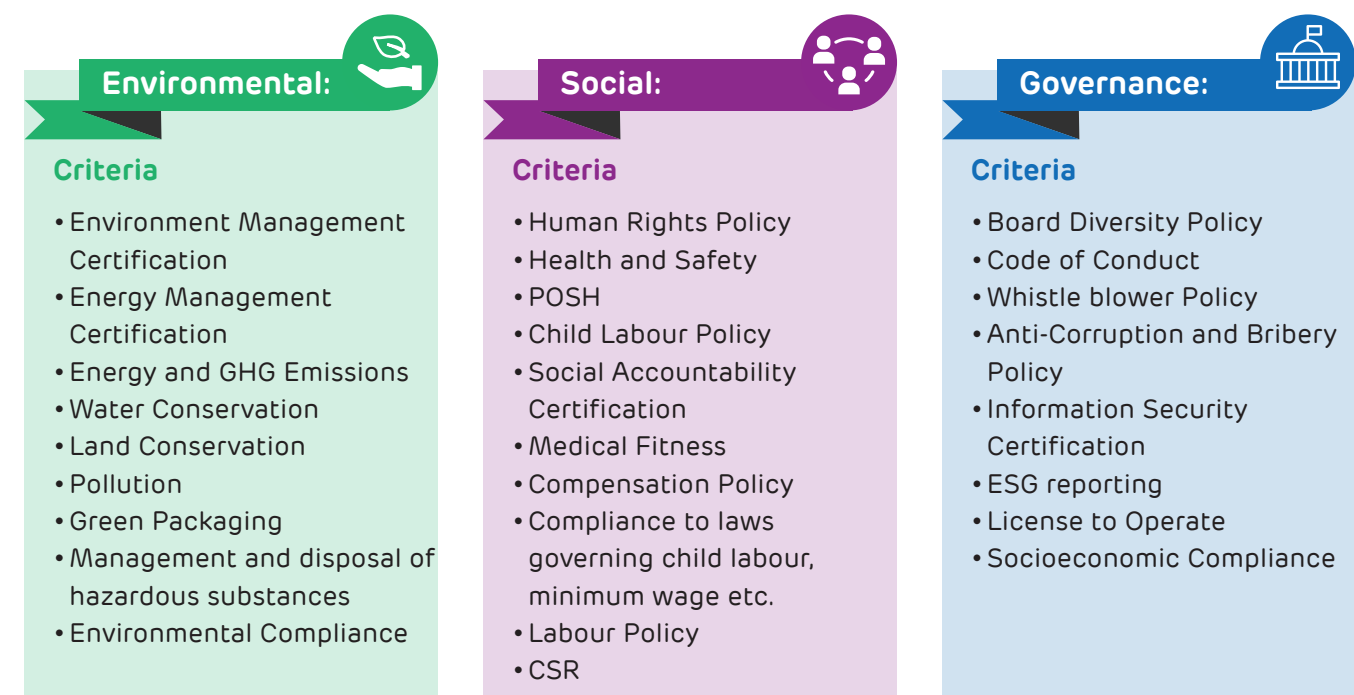 Environmental:
Criteria
• Environment Management
Certification
• Energy Management
Certification
• Energy and GHG Emissions
• Water Conservation
• Land Conservation
• Pollution
• Green Packaging
• Management and disposal of
hazardous substances
• Environmental Compliance
Social:
Criteria
• Human Rights Policy
• Health and Safety
• POSH
• Child Labour Policy
• Social Accountability
Certification
• Medical Fitness
• Compensation Policy
• Compliance to laws
governing child labour,
minimum wage etc.
• Labour Policy
• CSR
Governance:
Criteria
• Board Diversity Policy
• Code of Conduct
• Whistle blower Policy
• Anti-Corruption and Bribery
Policy
• Information Security
Certification
• ESG reporting
• License to Operate
• Socioeconomic Compliance